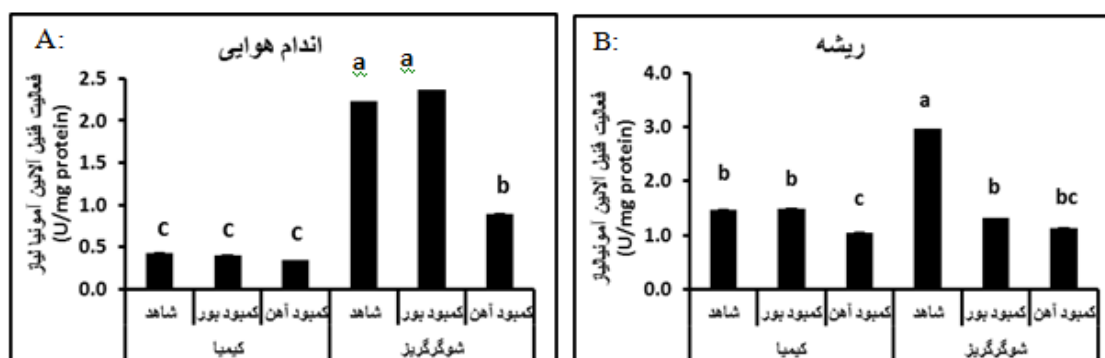 A:
اندام هوایی
فعالیت فنیل آلانین آمونیا لیاز
(U/mg protein)
2.5
2.0
1.5
1.0
0.5
0.0
c
c
c
a
a
b
شاهد
کمبود بور
کمبود آهن
شاهد
کمبود بور
کمبود آهن
کیمیا
شوگرگریز
B:
ریشه
فعالیت فنیل آلانین آمونیالیاز
(U/mg protein)
4.0
3.0
2.0
1.0
0.0
b
b
c
a
b
bc
شاهد
کمبود بور
کمبود آهن
شاهد
کمبود بور
کمبود آهن
کیمیا
شوگرگریز